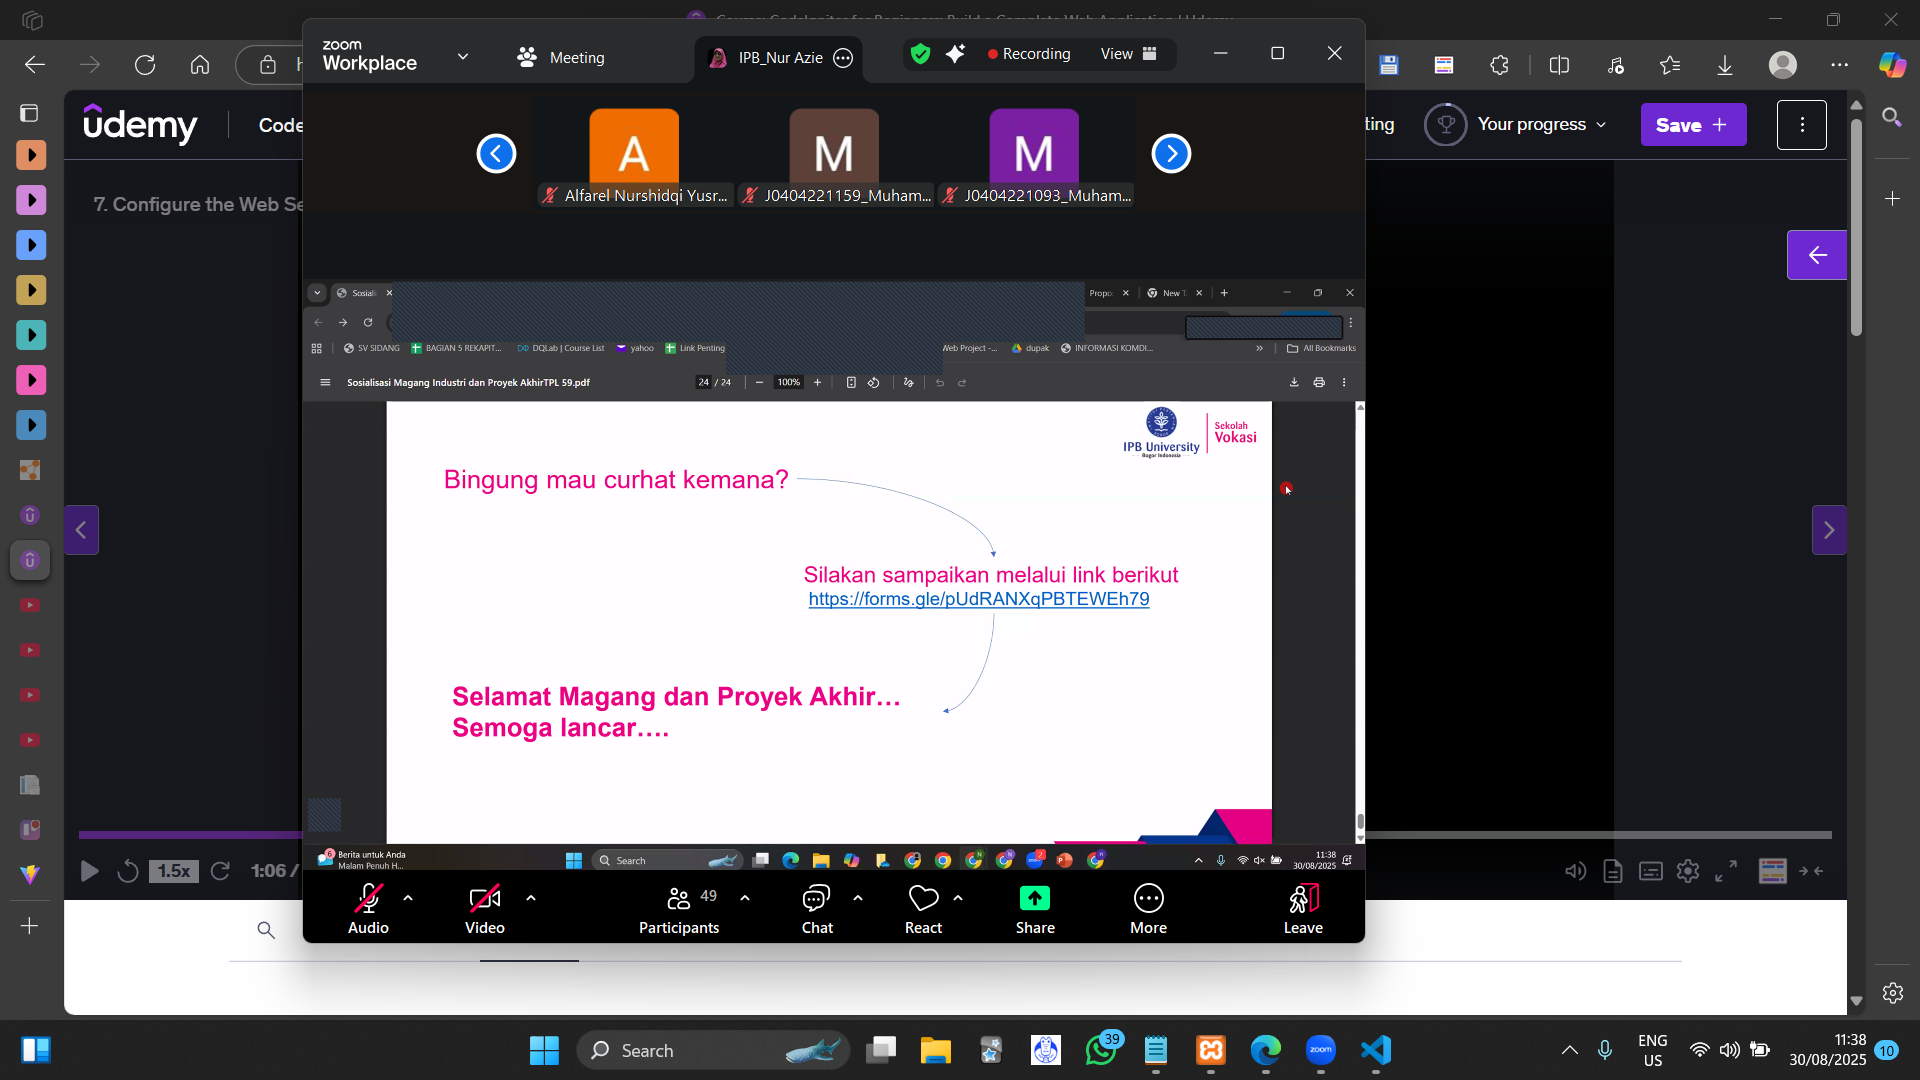 zoom
Workplace
Meeting
IPB_Nur Azie
Recording
View
A
M
M
Alfarel Nurshidqi Yusr...
J0404221159_Muham...
J0404221093_Muham...
ûdemy
Code
Your progress
Save +
7. Configure the Web Se
New T
Propo
SV SIDANG
BAGIAN 5 REKAPIT...
DQLab | Course List
yahoo
Link Penting
Web Project -...
dupak
INFORMASI KOMDI...
All Bookmarks
Sosialisasi Magang Industri dan Proyek AkhirTPL 59.pdf
24 / 24
100%
IPB University
Bogor Indonesia
Sekolah
Vokasi
Bingung mau curhat kemana?
Silakan sampaikan melalui link berikut
https://forms.gle/pUdRANXqPBTEWEh79
Selamat Magang dan Proyek Akhir...
Semoga lancar....
6
Berita untuk Anda
Malam Penuh H...
Search
11:38
30/08/2025
1.5x
1:06 /
Audio
Video
49
Participants
Chat
React
Share
More
Leave
Search
39
zoom
ENG
US
11:38
30/08/2025
10